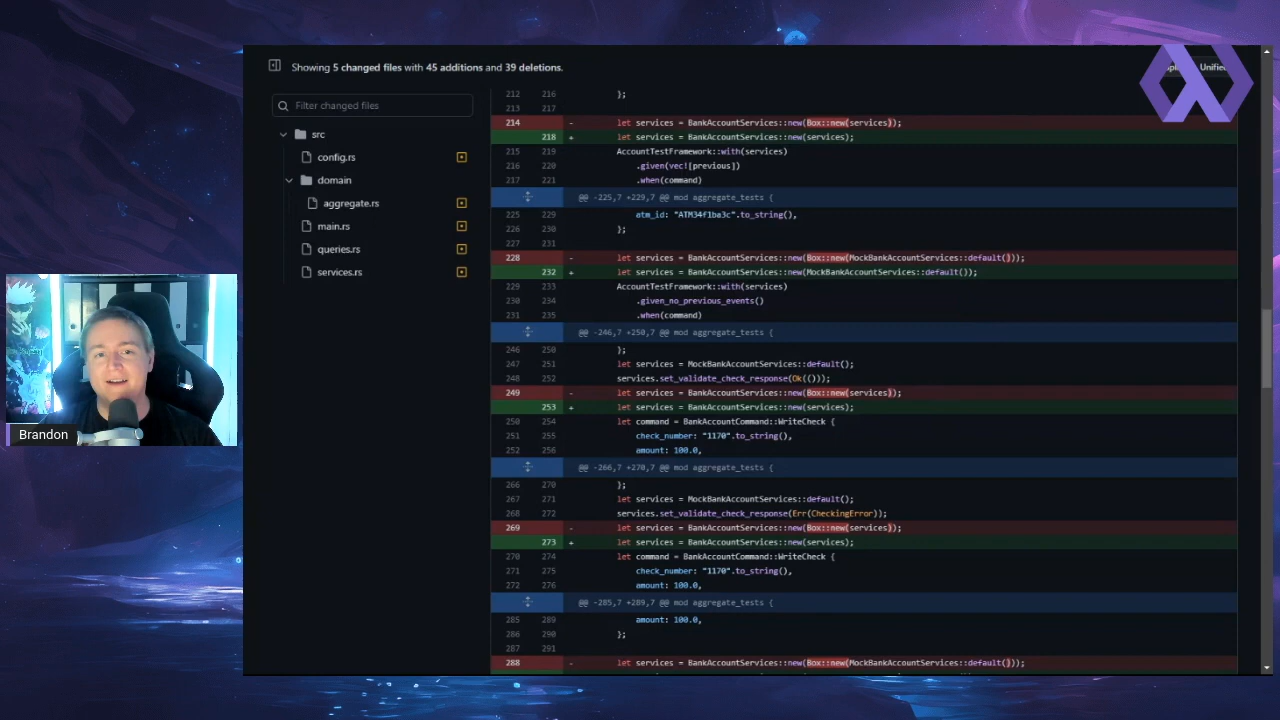 Showing 5 changed files with 45 additions and 39 deletions.
Unified
Filter changed files
src
config.rs
domain
aggregate.rs
main.rs
queries.rs
services.rs
212 216 };
213 217
214 - let services = BankAccountServices::new(Box::new(services));
218 + let services = BankAccountServices::new(services);
215 219 AccountTestFramework::with(services)
216 220 .given(vec![previous])
217 221 .when(command)
@@ -225,7 +229,7 @@ mod aggregate_tests {
225 229 atm_id: "ATM34f1ba3c".to_string(),
226 230 };
227 231
228 - let services = BankAccountServices::new(Box::new(MockBankAccountServices::default()));
232 + let services = BankAccountServices::new(MockBankAccountServices::default());
229 233 AccountTestFramework::with(services)
230 234 .given_no_previous_events()
231 235 .when(command)
@@ -246,7 +250,7 @@ mod aggregate_tests {
246 250 };
247 251 let services = MockBankAccountServices::default();
248 252 services.set_validate_check_response(Ok(()));
249 - let services = BankAccountServices::new(Box::new(services));
253 + let services = BankAccountServices::new(services);
250 254 let command = BankAccountCommand::WriteCheck {
251 255 check_number: "1170".to_string(),
252 256 amount: 100.0,
@@ -266,7 +270,7 @@ mod aggregate_tests {
266 270 };
267 271 let services = MockBankAccountServices::default();
268 272 services.set_validate_check_response(Err(CheckingError));
269 - let services = BankAccountServices::new(Box::new(services));
273 + let services = BankAccountServices::new(services);
270 274 let command = BankAccountCommand::WriteCheck {
271 275 check_number: "1170".to_string(),
272 276 amount: 100.0,
@@ -285,7 +289,7 @@ mod aggregate_tests {
285 289 amount: 100.0,
286 290 };
287 291
288 - let services = BankAccountServices::new(Box::new(MockBankAccountServices::default()));
Brandon